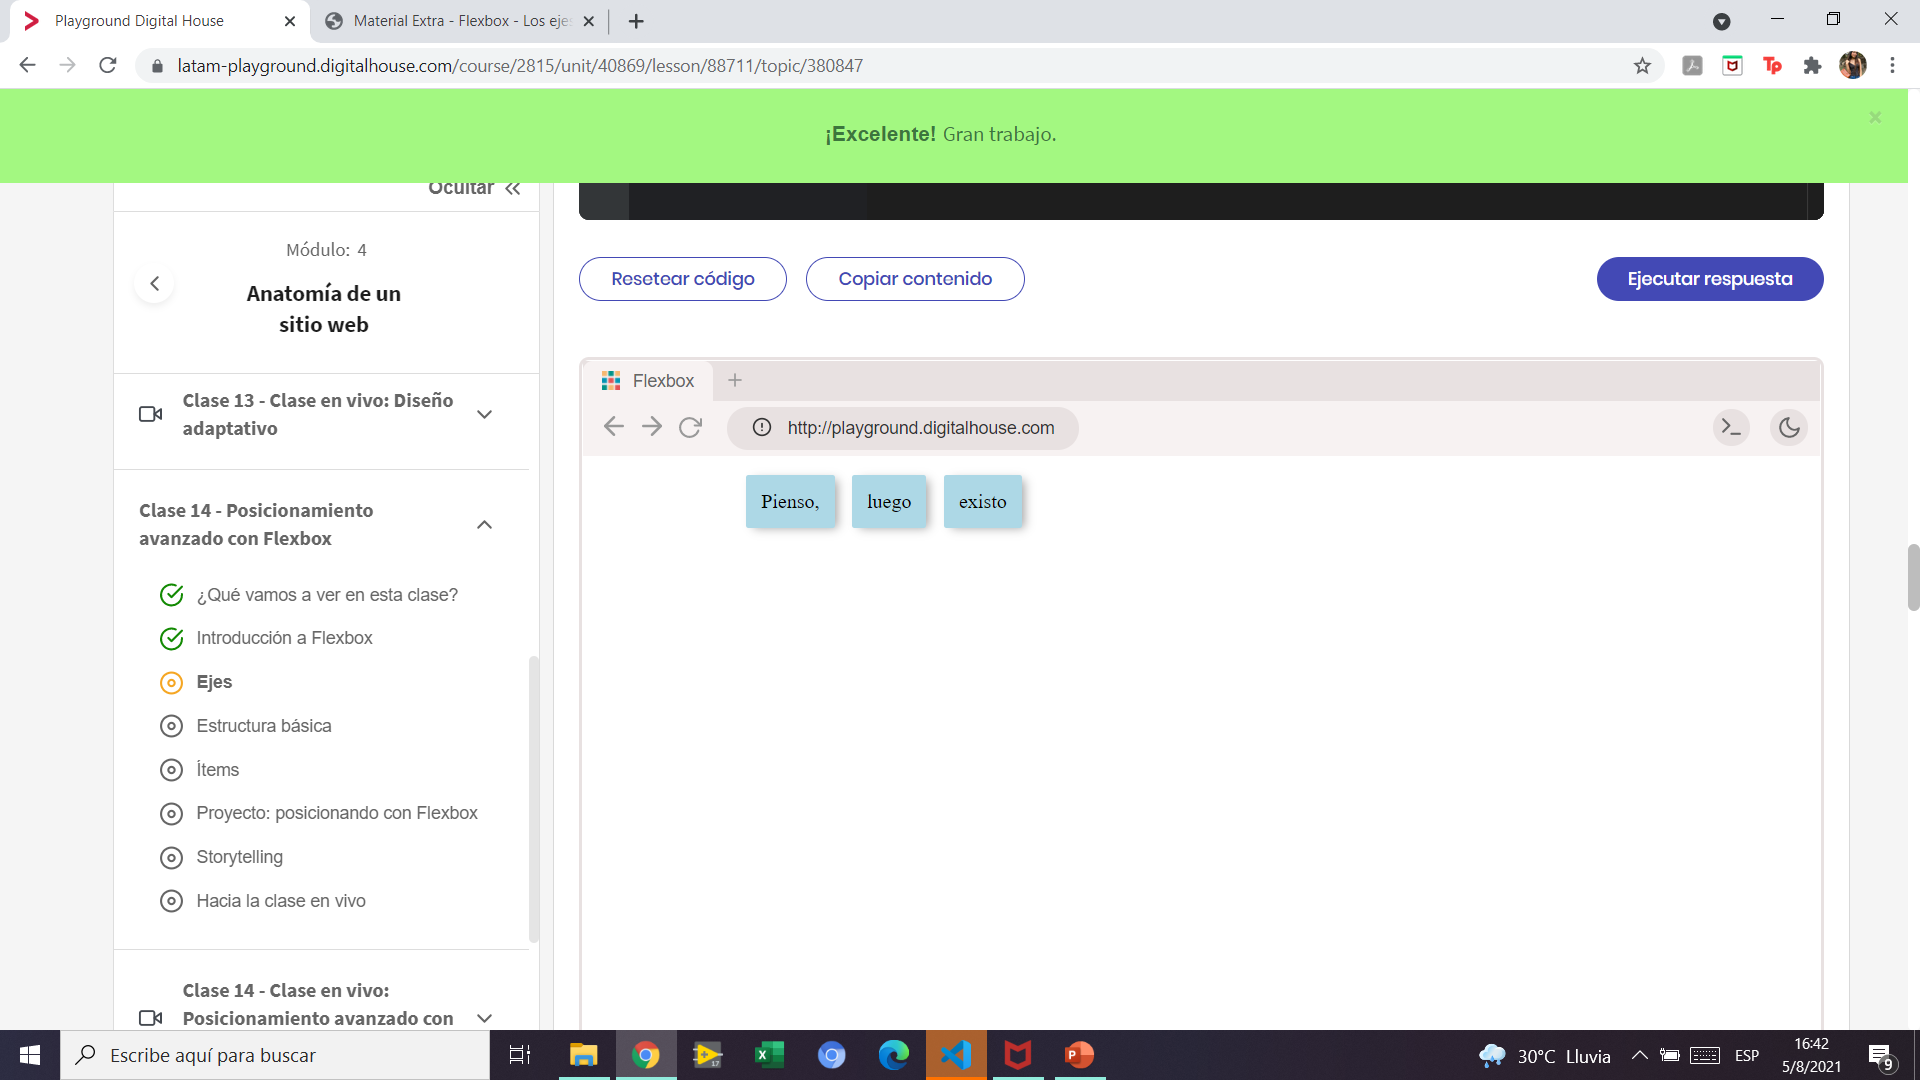 Playground Digital House
Material Extra - Flexbox - Los eje
latam-playground.digitalhouse.com/course/2815/unit/40869/lesson/88711/topic/380847
¡Excelente! Gran trabajo.
×
Ocultar
Módulo: 4
Anatomía de un
sitio web
Clase 13 - Clase en vivo: Diseño
adaptativo
Clase 14 - Posicionamiento
avanzado con Flexbox
¿Qué vamos a ver en esta clase?
Introducción a Flexbox
Ejes
Estructura básica
Ítems
Proyecto: posicionando con Flexbox
Storytelling
Hacia la clase en vivo
Clase 14 - Clase en vivo:
Posicionamiento avanzado con
Resetear código
Copiar contenido
Ejecutar respuesta
Flexbox
http://playground.digitalhouse.com
Pienso,
luego
existo
Escribe aquí para buscar
30°C Lluvia
ESP
16:42
5/8/2021
9